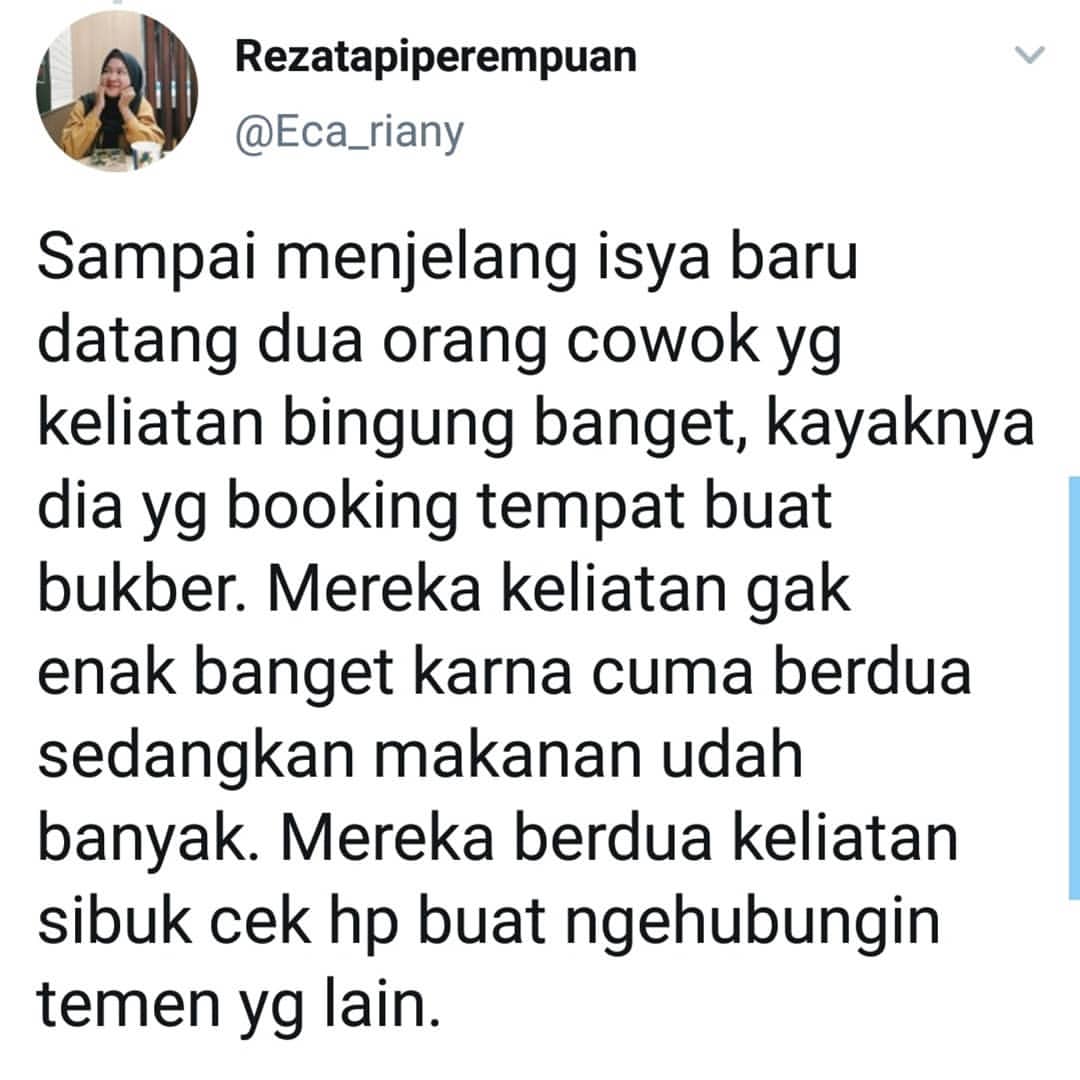 Rezatapiperempuan
@Eca_riany
Sampai menjelang isya baru
datang dua orang cowok yg
keliatan bingung banget, kayaknya
dia yg booking tempat buat
bukber. Mereka keliatan gak
enak banget karna cuma berdua
sedangkan makanan udah
banyak. Mereka berdua keliatan
sibuk cek hp buat ngehubungin
temen yg lain.